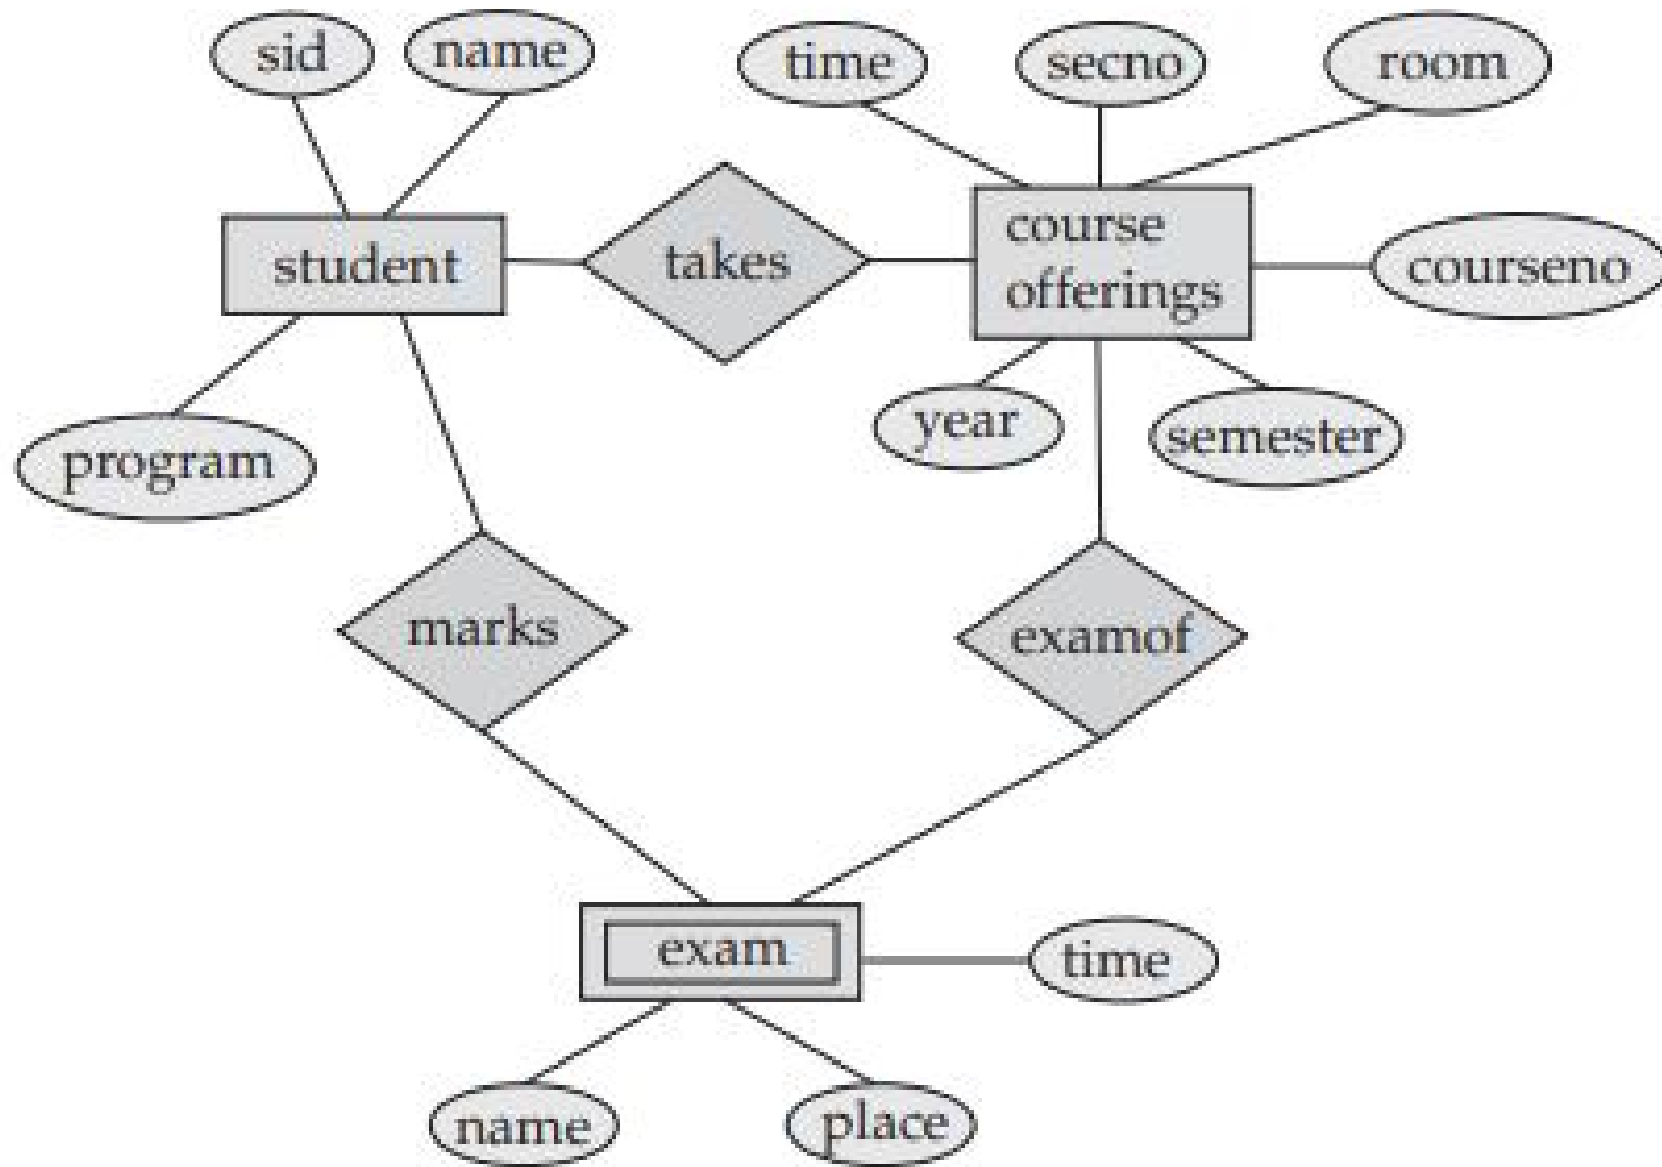 sid
name
time
secno
room
student
takes
course
offerings
courseno
program
year
semester
marks
examof
exam
time
name
place